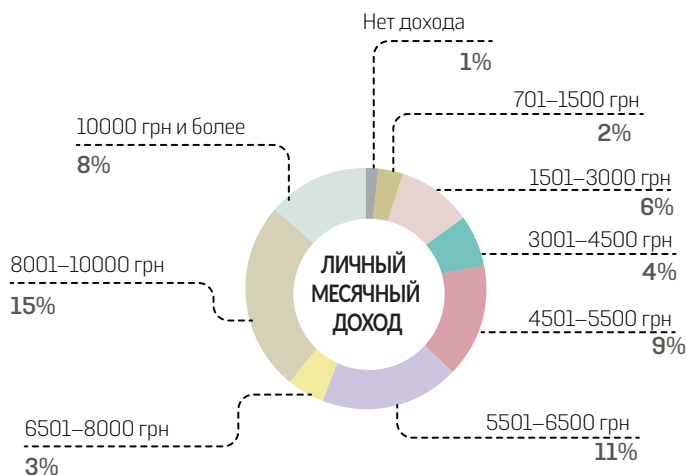 Нет дохода
1%
701–1500 грн
2%
1501–3000 грн
6%
3001–4500 грн
4%
4501–5500 грн
9%
5501–6500 грн
11%
6501–8000 грн
3%
8001–10000 грн
15%
10000 грн и более
8%
ЛИЧНЫЙ
МЕСЯЧНЫЙ
ДОХОД